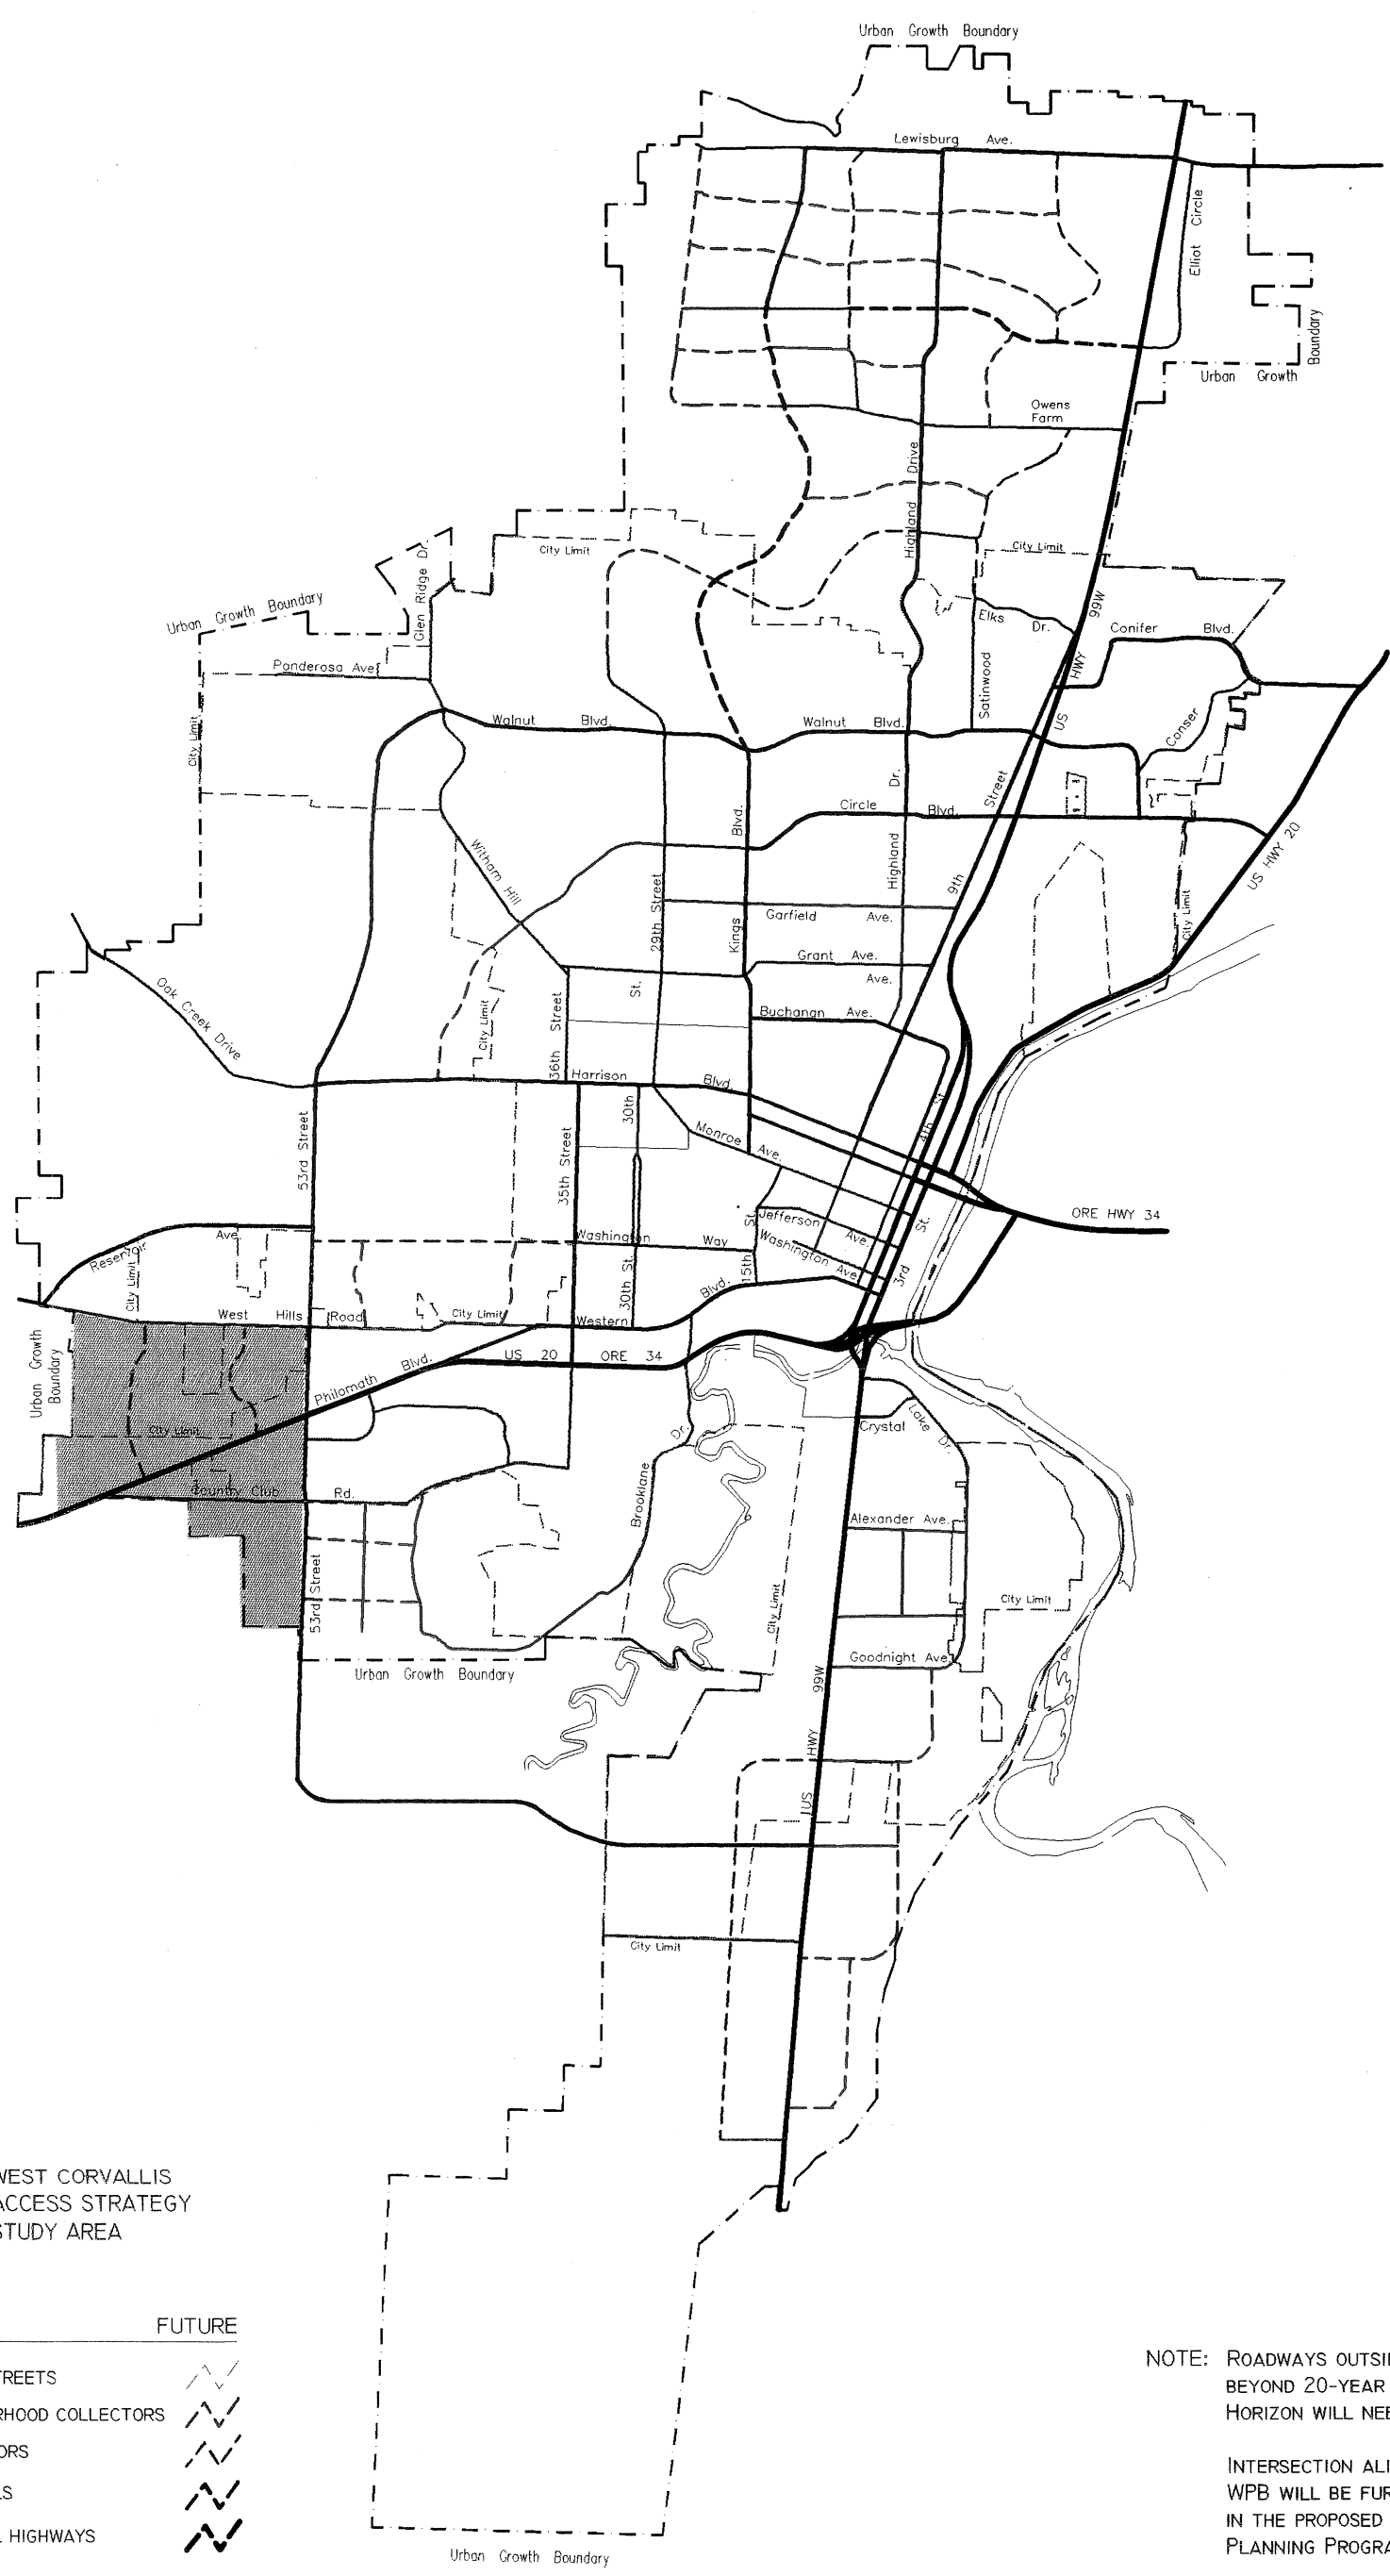 Urban Growth Boundary
Lewisburg Ave.
Elliot Circle
Urban Growth Boundary
Owens
Farm
Highland Drive
City Limit
City Limit
Glen Ridge Dr
Urban Growth Boundary
Elks Dr.
99W
Conifer Blvd.
Ponderosa Ave
Satinwood
US HWY
City Limit
Walnut Blvd.
Walnut Blvd.
Conser
Dr.
Street
Circle Blvd.
Blvd.
US HWY 20
Witham Hill
Highland
9th
29th Street
Garfield Ave.
City Limit
Kings
Grant Ave.
Ave.
St.
Oak Creek Drive
City Limit
36th Street
Buchanan Ave.
Harrison Blvd.
53rd Street
30th
4th St
35th Street
Monroe Ave.
ORE HWY 34
Reservoir Ave.
Jefferson Ave.
St.
Washington Way
Washington Ave
15th St.
3rd
City Limit
30th St.
Blvd.
West Hills Road
City Limit
Western
Urban Growth
Boundary
US 20 ORE 34
Philomath Blvd.
Crystal Lake Dr.
City Limit
Dr.
Country Club Rd.
Brooklane
Alexander Ave.
53rd Street
City Limit
City Limit
Goodnight Ave.
Urban Growth Boundary
US HWY 99W
City Limit
WEST CORVALLIS
ACCESS STRATEGY
STUDY AREA
FUTURE
TREETS
RHOOD COLLECTORS
ORS
LS
L HIGHWAYS
NOTE: ROADWAYS OUTSI
BEYOND 20-YEAR
HORIZON WILL NEE
INTERSECTION ALI
WPB WILL BE FUR
IN THE PROPOSED
PLANNING PROGRA
Urban Growth Boundary